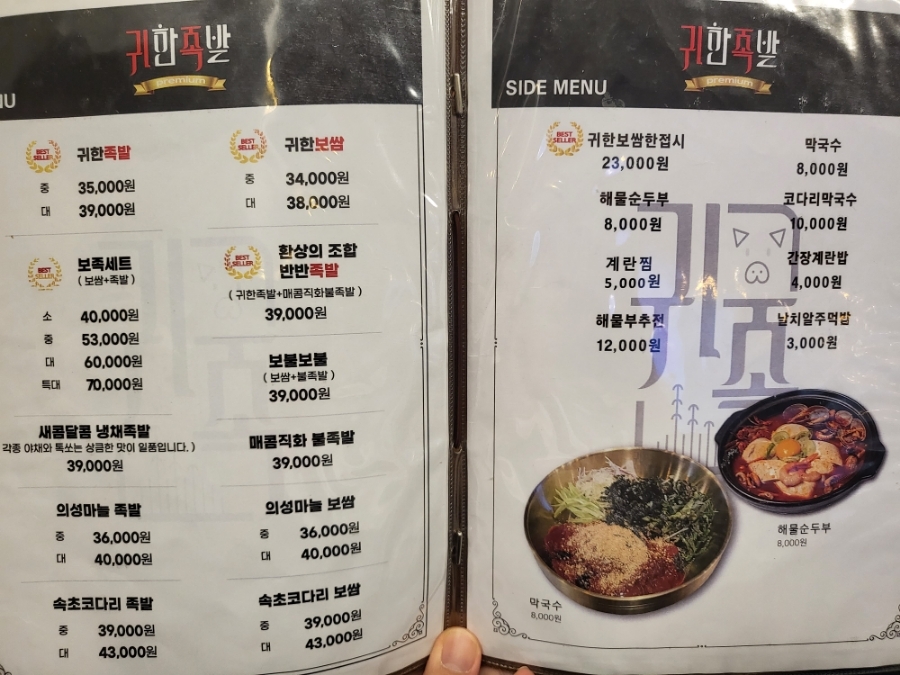 귀한족발
premium
NU
BEST SELLER
귀한족발
중 35,000원
대 39,000원
BEST SELLER
귀한보쌈
중 34,000원
대 38,000원
BEST SELLER
보족세트
( 보쌈+족발 )
소 40,000원
중 53,000원
대 60,000원
특대 70,000원
BEST SELLER
환상의 조합
반반족발
( 귀한족발+매콤직화불족발 )
39,000원
보불보불
( 보쌈+불족발 )
39,000원
새콤달콤 냉채족발
각종 야채와 톡쏘는 상큼한 맛이 일품입니다. )
39,000원
매콤직화 불족발
39,000원
의성마늘 족발
중 36,000원
대 40,000원
의성마늘 보쌈
중 36,000원
대 40,000원
속초코다리 족발
중 39,000원
대 43,000원
속초코다리 보쌈
중 39,000원
대 43,000원
귀한족발
premium
SIDE MENU
BEST SELLER
귀한보쌈한접시
23,000원
막국수
8,000원
해물순두부
8,000원
코다리막국수
10,000원
계란찜
5,000원
간장계란밥
4,000원
해물부추전
12,000원
날치알주먹밥
3,000원
해물순두부
8,000원
막국수
8,000원